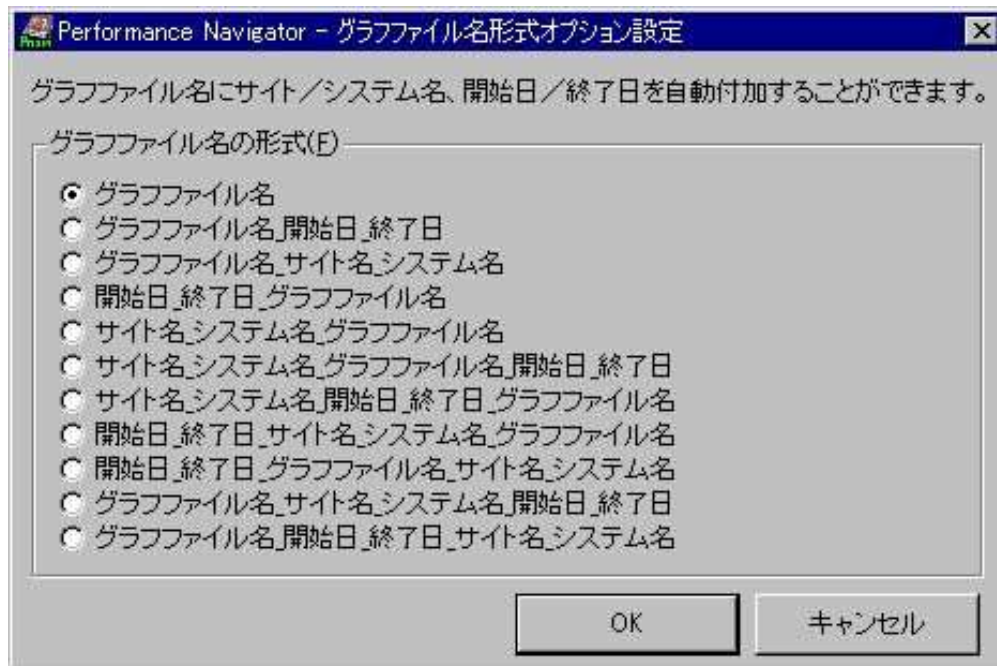 Performance Navigator - グラフファイル名形式オプション設定
グラフファイル名にサイト／システム名、開始日／終了日を自動付加することができます。
グラフファイル名の形式(F)
グラフファイル名
グラフファイル名_開始日_終了日
グラフファイル名_サイト名_システム名
開始日_終了日_グラフファイル名
サイト名_システム名_グラフファイル名
サイト名_システム名_グラフファイル名_開始日_終了日
サイト名_システム名_開始日_終了日_グラフファイル名
開始日_終了日_サイト名_システム名_グラフファイル名
開始日_終了日_グラフファイル名_サイト名_システム名
グラフファイル名_サイト名_システム名_開始日_終了日
グラフファイル名_開始日_終了日_サイト名_システム名
OK キャンセル